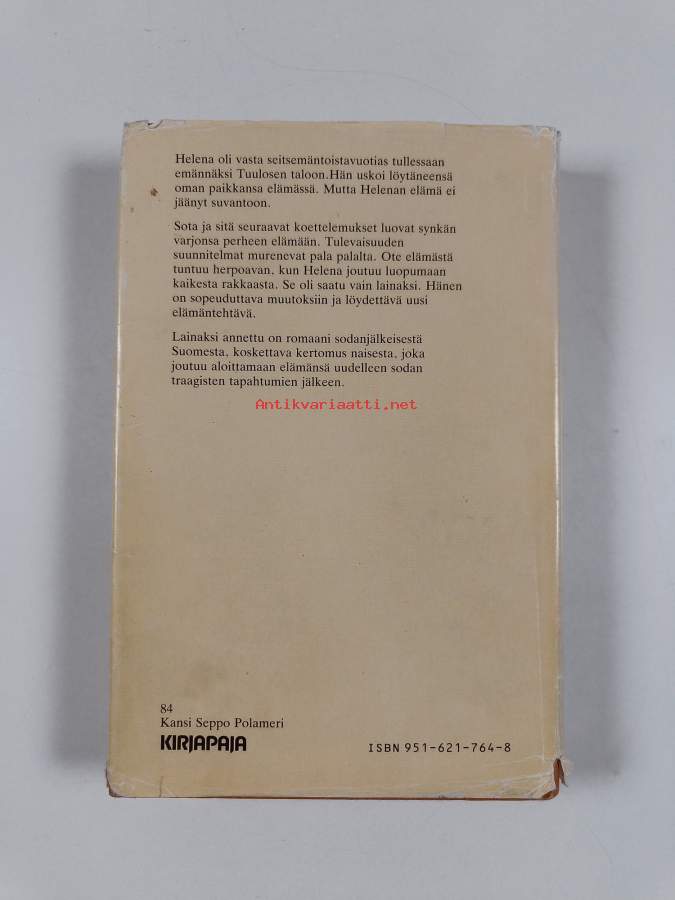 Helena oli vasta seitsemäntoistavuotias tullessaan
emännäksi Tuulosen taloon.Hän uskoi löytäneensä
oman paikkansa elämässä. Mutta Helenan elämä ei
jäänyt suvantoon.
Sota ja sitä seuraavat koettelemukset luovat synkän
varjonsa perheen elämään. Tulevaisuuden
suunnitelmat murenevat pala palalta. Ote elämästä
tuntuu herpoavan, kun Helena joutuu luopumaan
kaikesta rakkaasta. Se oli saatu vain lainaksi. Hänen
on sopeuduttava muutoksiin ja löydettävä uusi
elämäntehtävä.
Lainaksi annettu on romaani sodanjälkeisestä
Suomesta, koskettava kertomus naisesta, joka
joutuu aloittamaan elämänsä uudelleen sodan
traagisten tapahtumien jälkeen.
Antikvariaatti.net
84
Kansi Seppo Polameri
KIRJAPAJA
ISBN 951-621-764-8